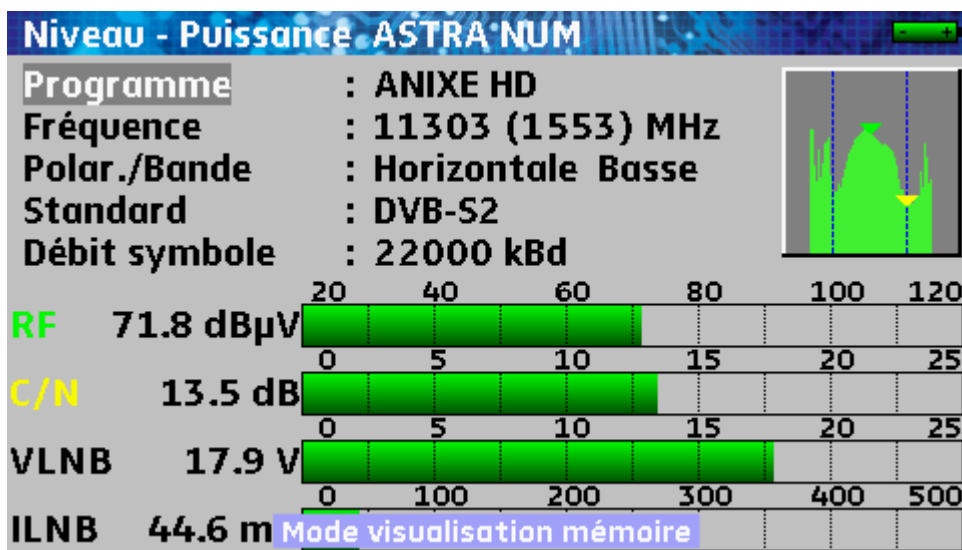 Niveau - Puissance ASTRA NUM
Programme : ANIXE HD
Fréquence : 11303 (1553) MHz
Polar./Bande : Horizontale Basse
Standard : DVB-S2
Débit symbole : 22000 kBd
20 40 60 80 100 120
RF 71.8 dBµV
0 5 10 15 20 25
C/N 13.5 dB
0 5 10 15 20 25
VLNB 17.9 V
0 100 200 300 400 500
ILNB 44.6 m
Mode visualisation mémoire